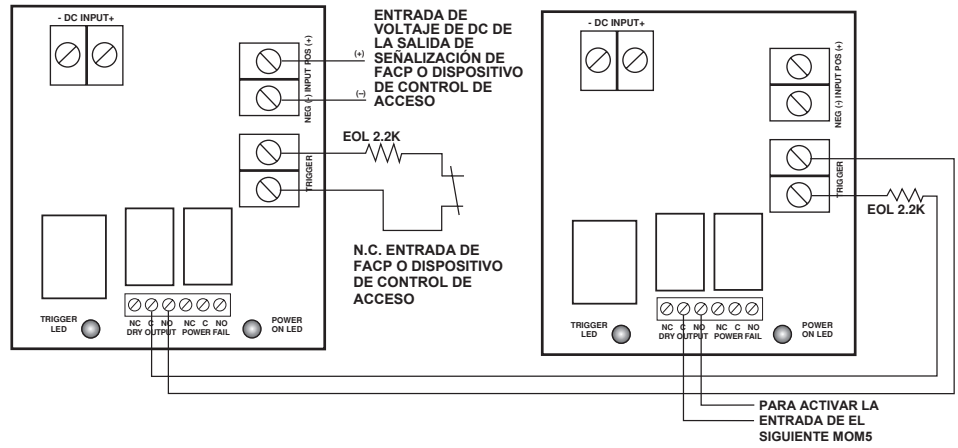 - DC INPUT+
NEG (-) INPUT POS (+)
TRIGGER
(+)
(–)
ENTRADA DE
VOLTAJE DE DC DE
LA SALIDA DE
SEÑALIZACIÓN DE
FACP O DISPOSITIVO
DE CONTROL DE
ACCESO
EOL 2.2K
N.C. ENTRADA DE
FACP O DISPOSITIVO
DE CONTROL DE
ACCESO
TRIGGER
LED
NC C NO NC C NO
DRY OUTPUT POWER FAIL
POWER
ON LED
- DC INPUT+
NEG (-) INPUT POS (+)
TRIGGER
EOL 2.2K
TRIGGER
LED
NC C NO NC C NO
DRY OUTPUT POWER FAIL
POWER
ON LED
PARA ACTIVAR LA
ENTRADA DE EL
SIGUIENTE MOM5